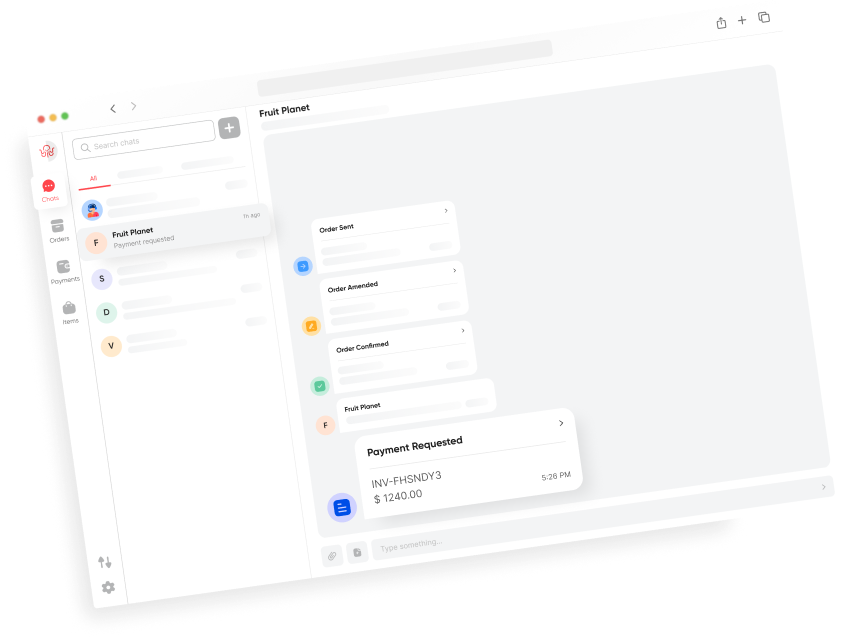 Fruit Planet
Search chats
All
Chats
Orders
Payments
Items
F
Fruit Planet
1h ago
Payment requested
S
D
V
Order Sent
Order Amended
Order Confirmed
F
Fruit Planet
Payment Requested
INV-FHSNDY3
$ 1240.00
5:26 PM
Type something...